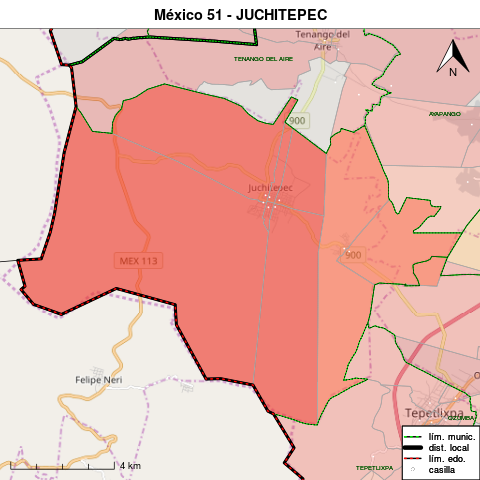 México 51 - JUCHITEPEC
Tenango del
Aire
TENANGO DEL AIRE
N
AYAPANGO
900
Juchitepec
900
MEX 113
Felipe Neri
Tepetlixpa
OZUMBA
TEPETLIXPA
4 km
lím. munic.
dist. local
lím. edo.
casilla